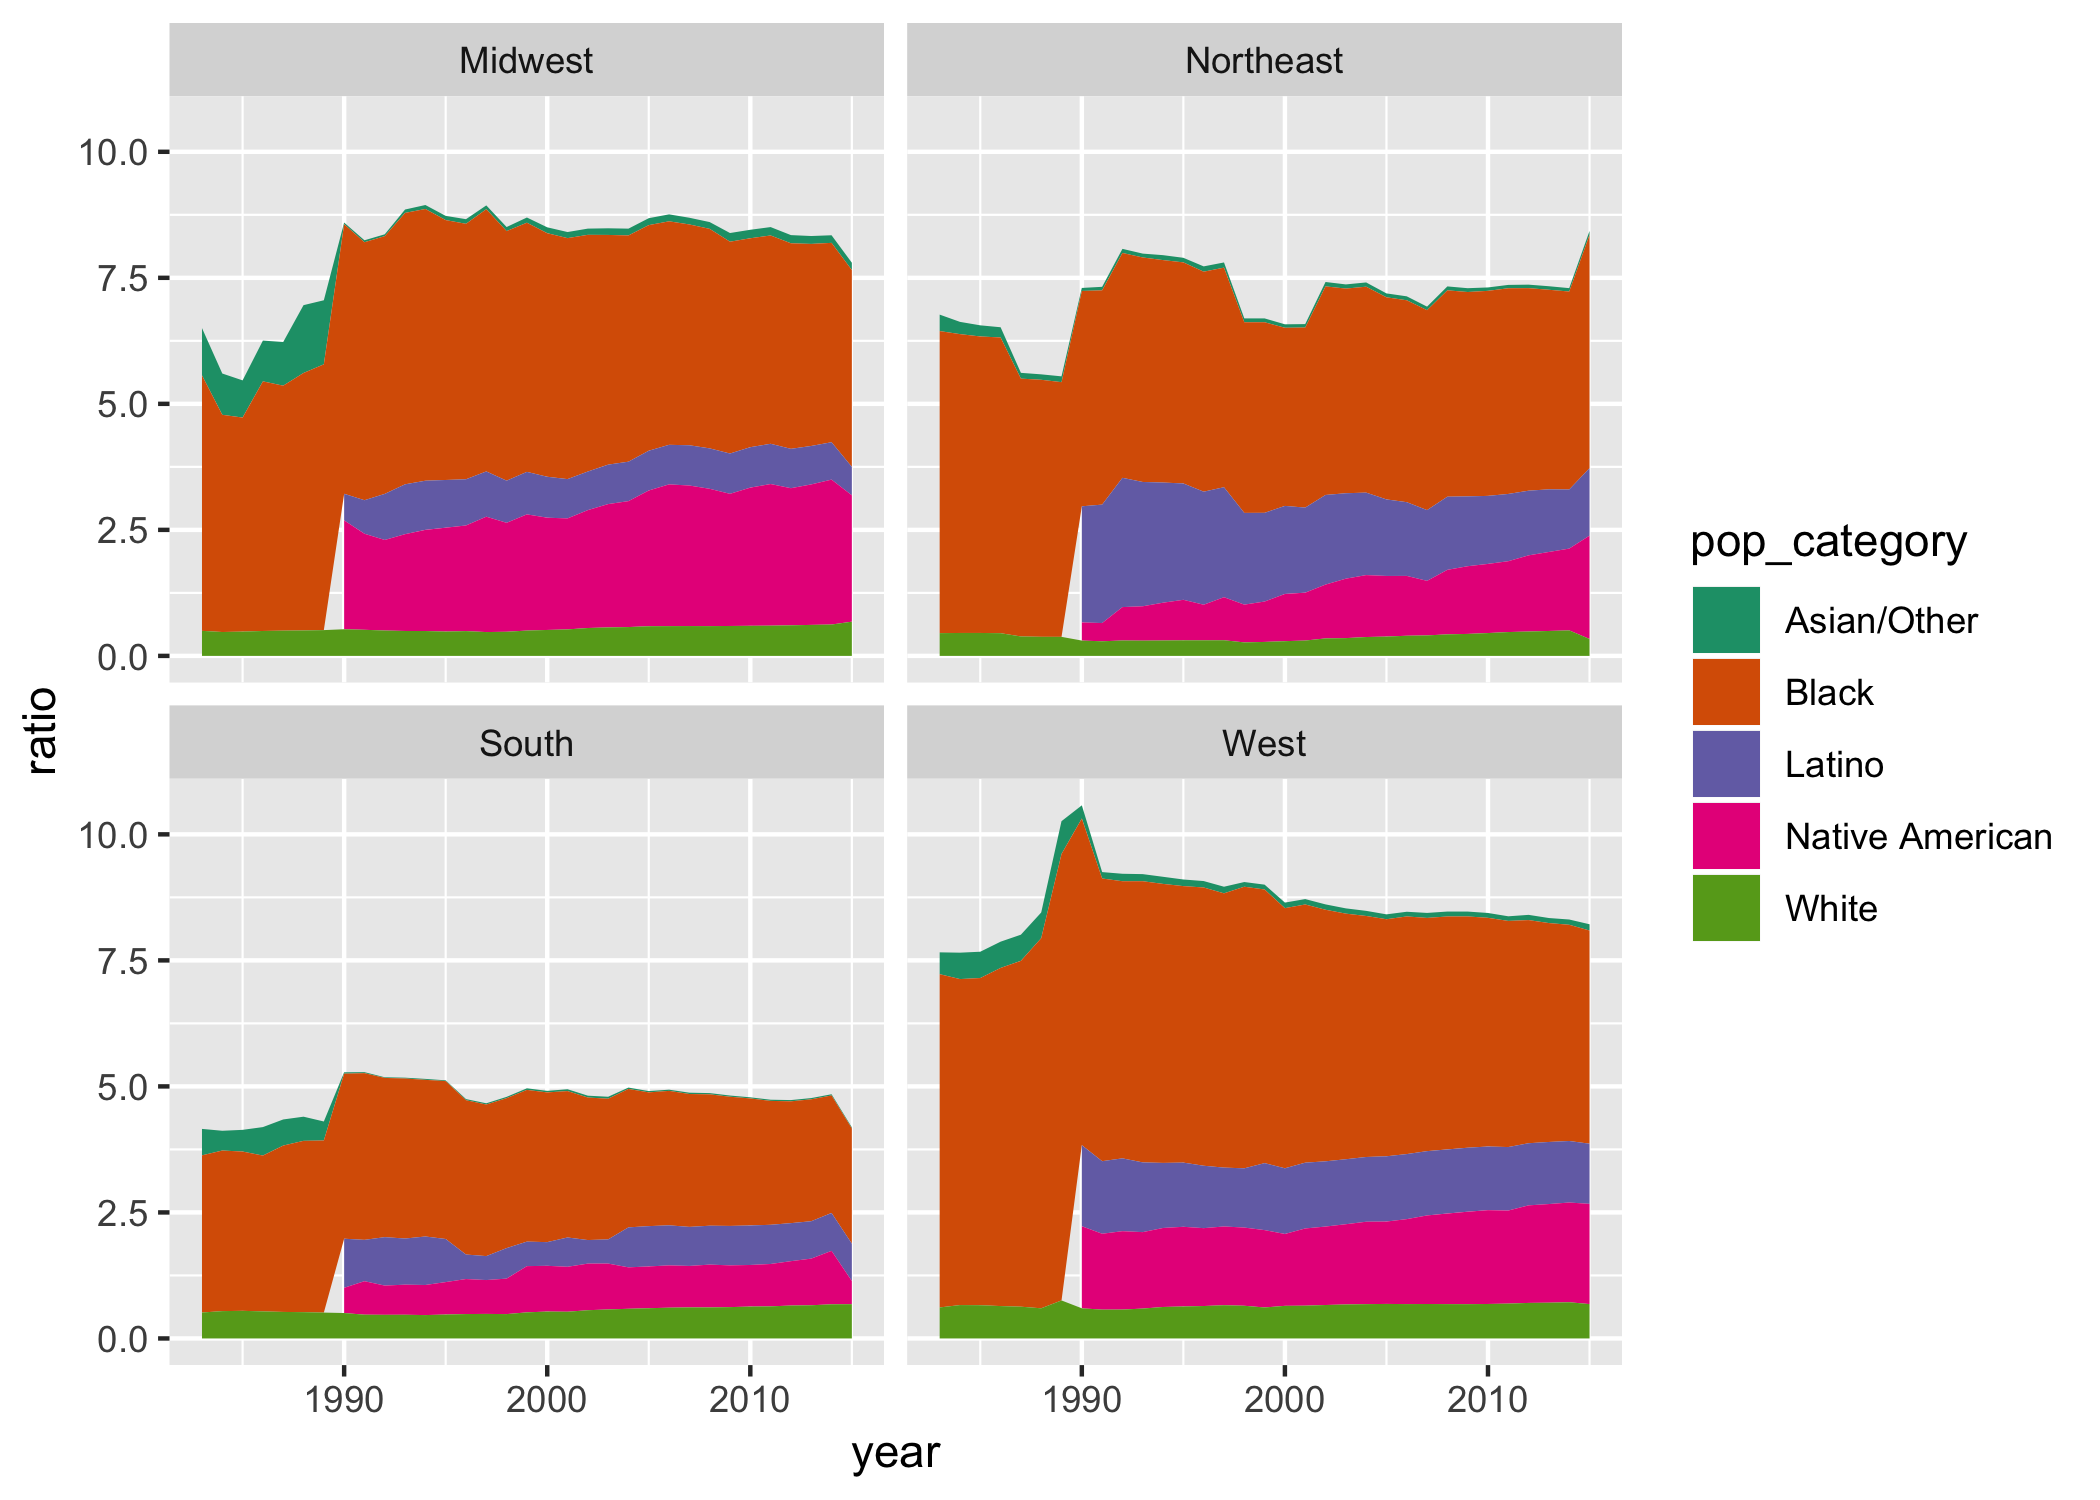 Midwest
Northeast
10.0
7.5
5.0
2.5
0.0
South
West
10.0
7.5
5.0
2.5
0.0
1990
2000
2010
1990
2000
2010
year
ratio
pop_category
Asian/Other
Black
Latino
Native American
White